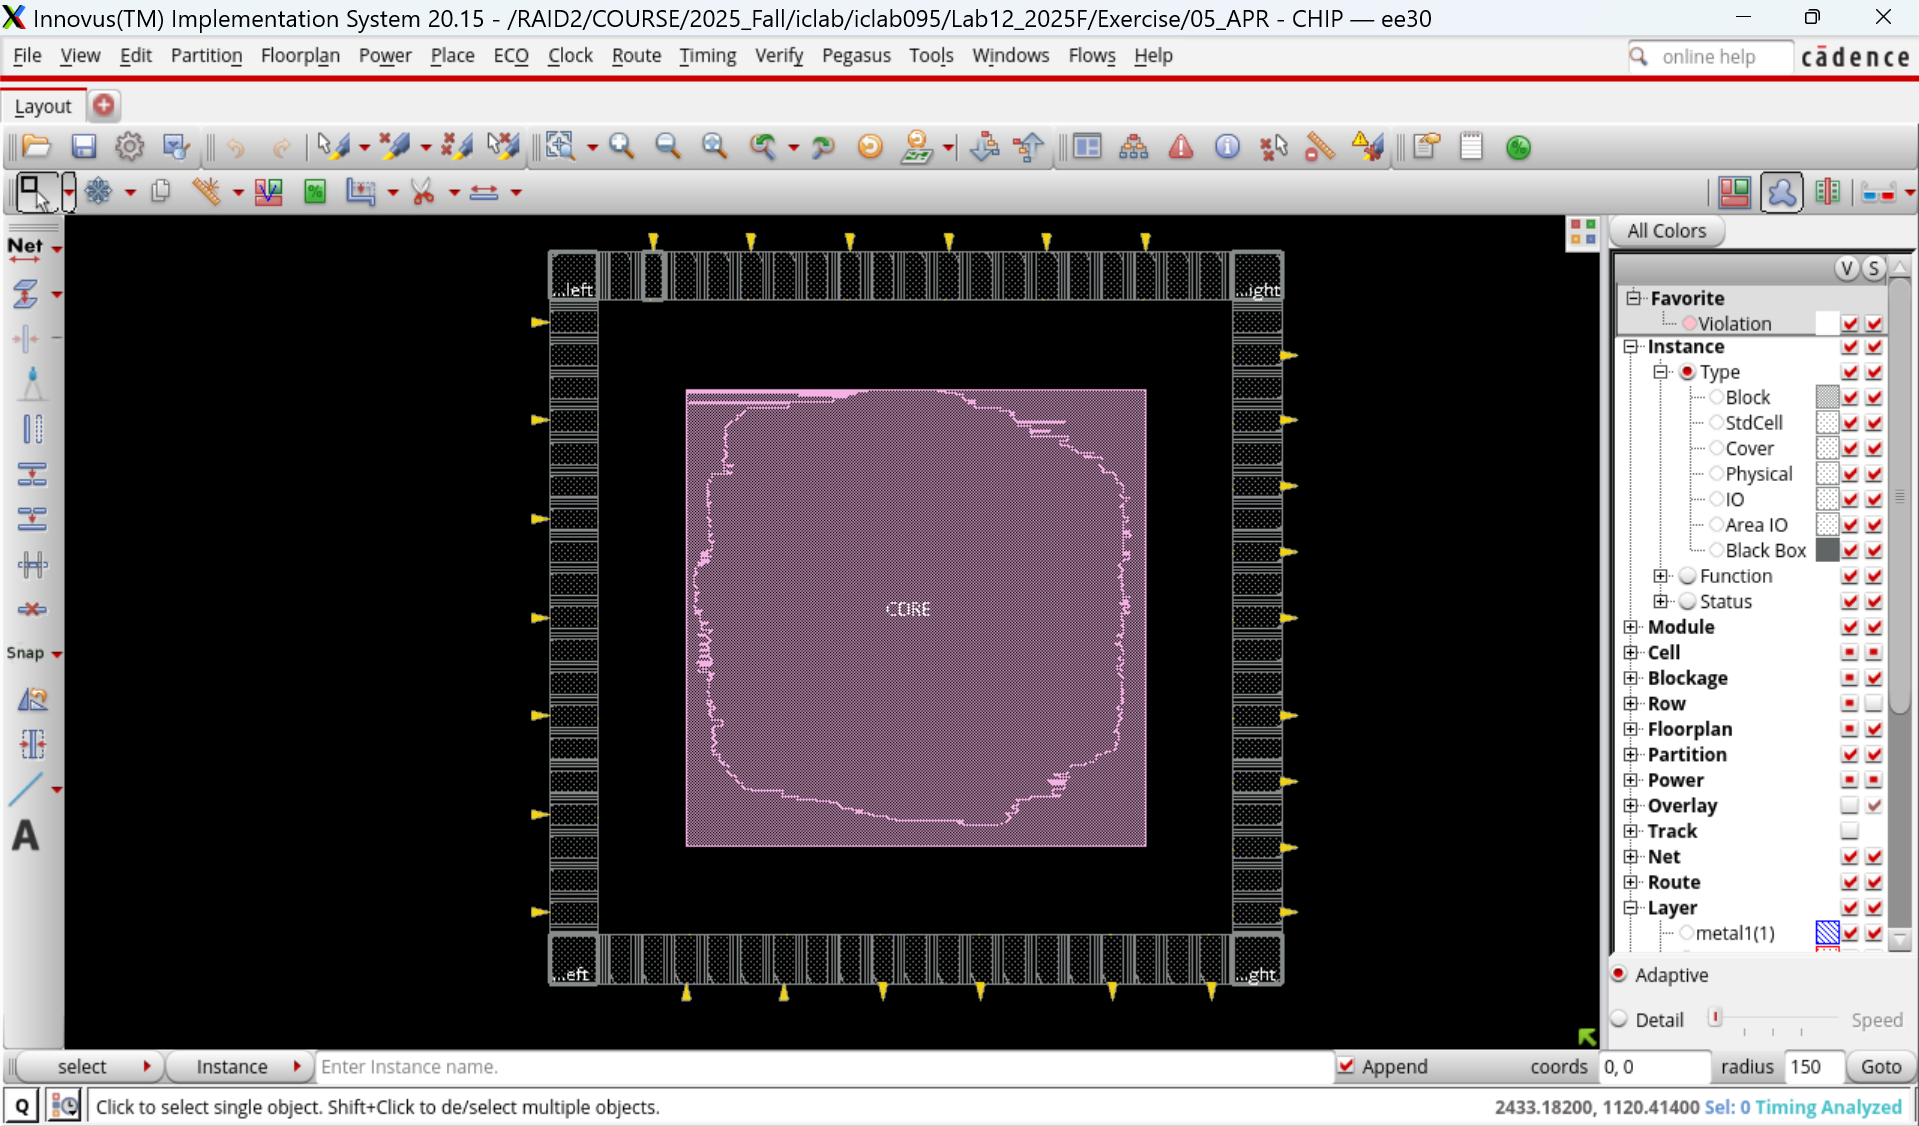 Innovus(TM) Implementation System 20.15 - /RAID2/COURSE/2025_Fall/iclab/iclab095/Lab12_2025F/Exercise/05_APR - CHIP — ee30
File View Edit Partition Floorplan Power Place ECO Clock Route Timing Verify Pegasus Tools Windows Flows Help
online help
cādence
Layout
Net
Snap
A
...left
...ight
CORE
...eft
...ght
All Colors
V S
Favorite
Violation
Instance
Type
Block
StdCell
Cover
Physical
IO
Area IO
Black Box
Function
Status
Module
Cell
Blockage
Row
Floorplan
Partition
Power
Overlay
Track
Net
Route
Layer
metal1(1)
Adaptive
Detail Speed
select Instance Enter Instance name. Append coords 0, 0 radius 150 Goto
Q Click to select single object. Shift+Click to de/select multiple objects. 2433.18200, 1120.41400 Sel: 0 Timing Analyzed